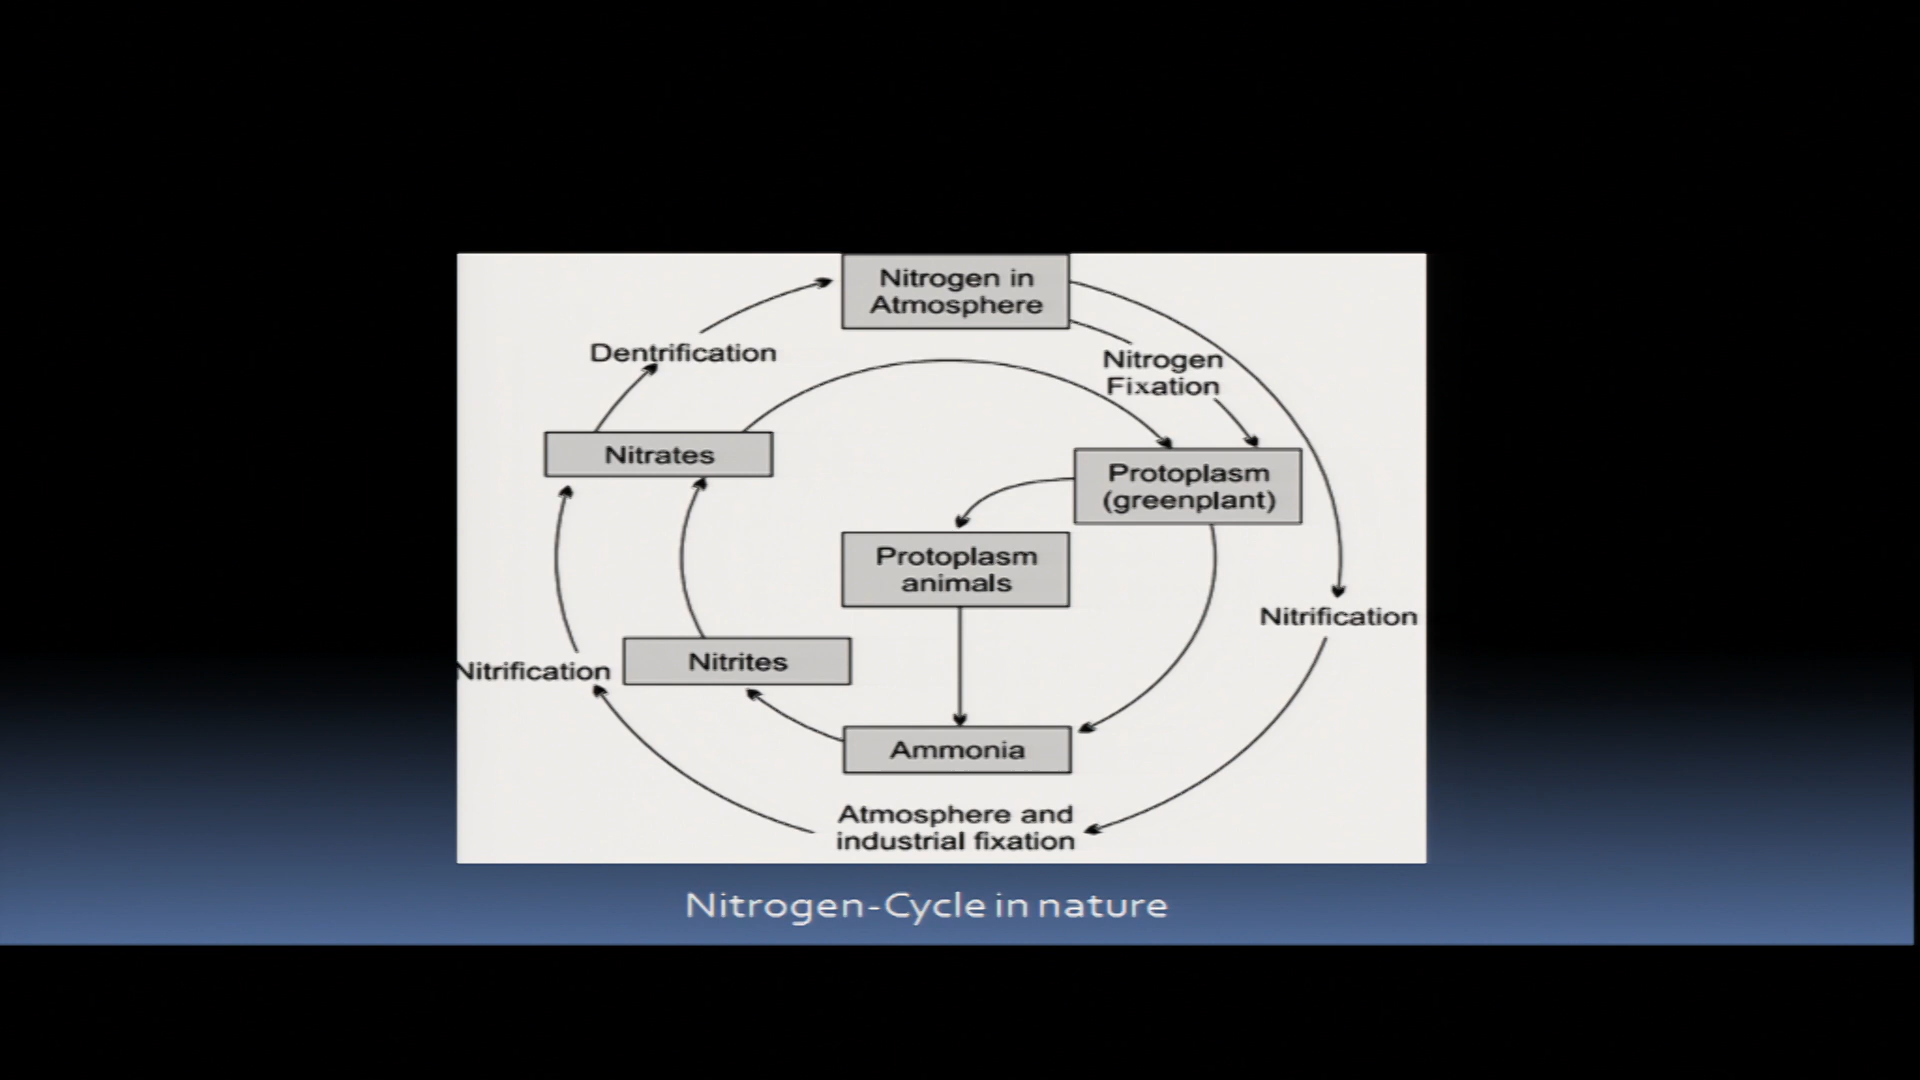 Nitrogen in
Atmosphere
Dentrification
Nitrogen
Fixation
Nitrates
Protoplasm
(greenplant)
Protoplasm
animals
Nitrification
Nitrification
Nitrites
Ammonia
Atmosphere and
industrial fixation
Nitrogen-Cycle in nature